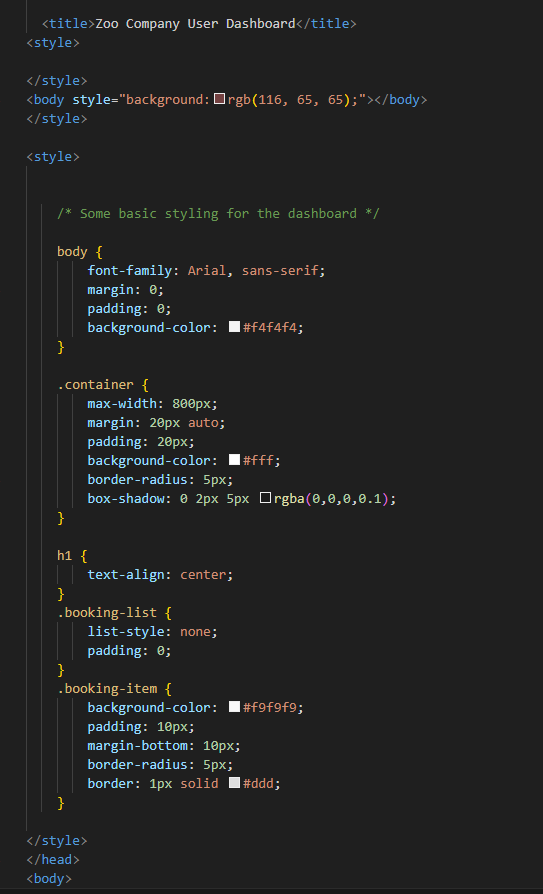 <title>Zoo Company User Dashboard</title>
<style>
</style>
<body style="background:rgb(116, 65, 65);"></body>
</style>
<style>
/* Some basic styling for the dashboard */
body {
font-family: Arial, sans-serif;
margin: 0;
padding: 0;
background-color: #f4f4f4;
}
.container {
max-width: 800px;
margin: 20px auto;
padding: 20px;
background-color: #fff;
border-radius: 5px;
box-shadow: 0 2px 5px rgba(0,0,0,0.1);
}
h1 {
text-align: center;
}
.booking-list {
list-style: none;
padding: 0;
}
.booking-item {
background-color: #f9f9f9;
padding: 10px;
margin-bottom: 10px;
border-radius: 5px;
border: 1px solid #ddd;
}
</style>
</head>
<body>